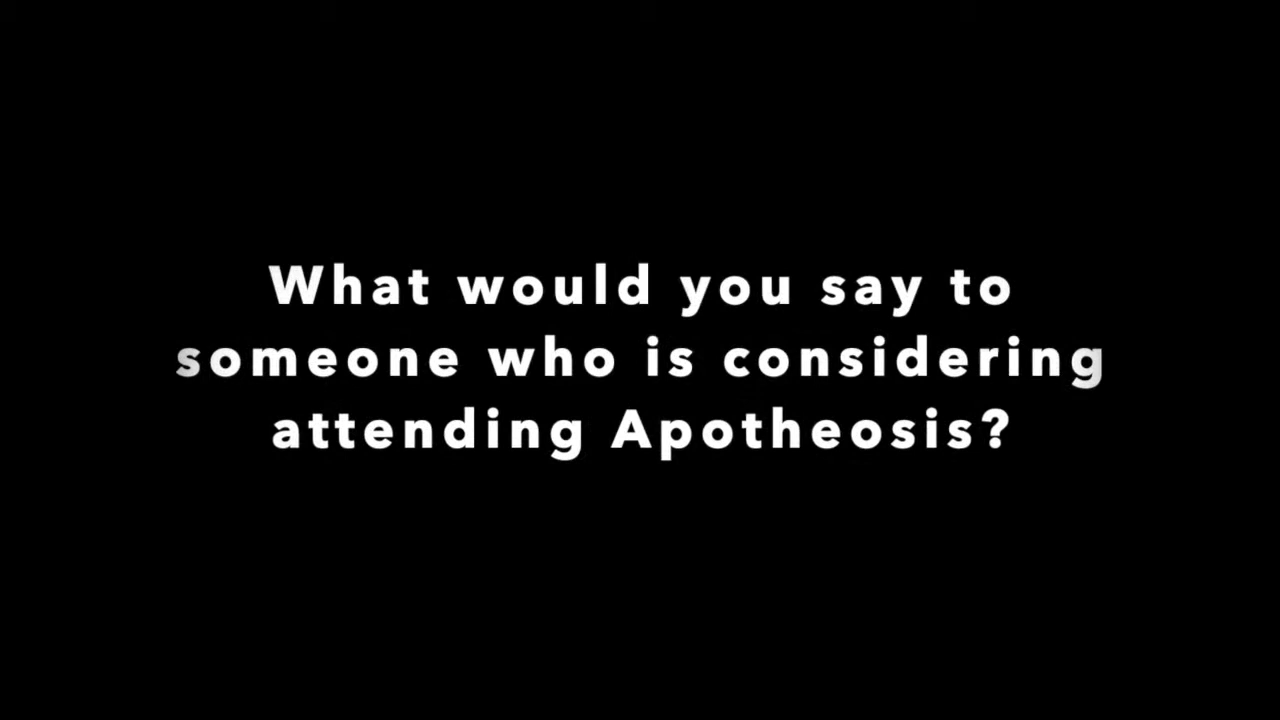 What would you say to
someone who is considering
attending Apotheosis?